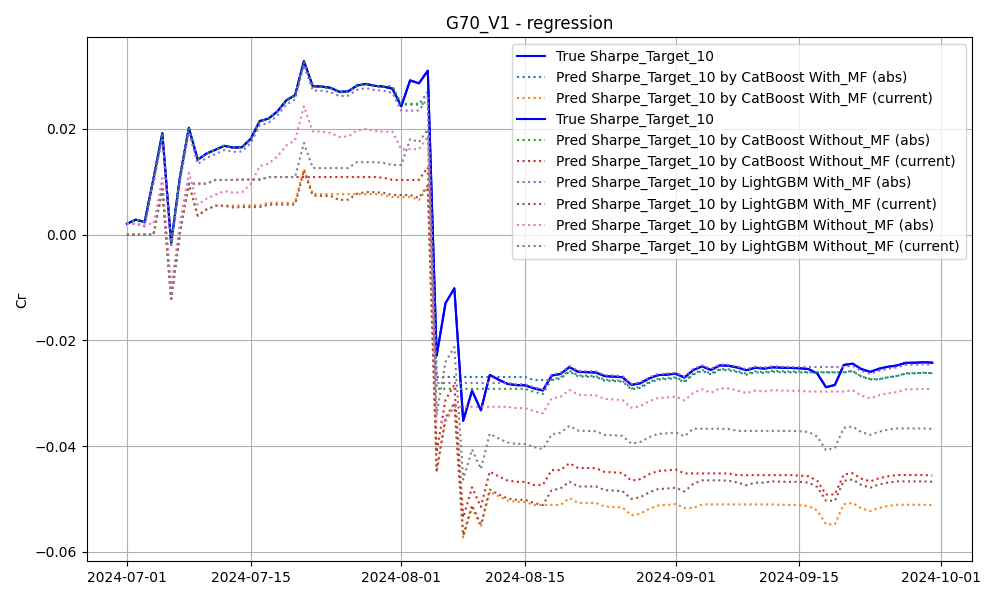 G70_V1 - regression
True Sharpe_Target_10
Pred Sharpe_Target_10 by CatBoost With_MF (abs)
Pred Sharpe_Target_10 by CatBoost With_MF (current)
True Sharpe_Target_10
Pred Sharpe_Target_10 by CatBoost Without_MF (abs)
Pred Sharpe_Target_10 by CatBoost Without_MF (current)
Pred Sharpe_Target_10 by LightGBM With_MF (abs)
Pred Sharpe_Target_10 by LightGBM With_MF (current)
Pred Sharpe_Target_10 by LightGBM Without_MF (abs)
Pred Sharpe_Target_10 by LightGBM Without_MF (current)
0.02
0.00
−0.02
−0.04
−0.06
Cr
2024-07-01
2024-07-15
2024-08-01
2024-08-15
2024-09-01
2024-09-15
2024-10-01